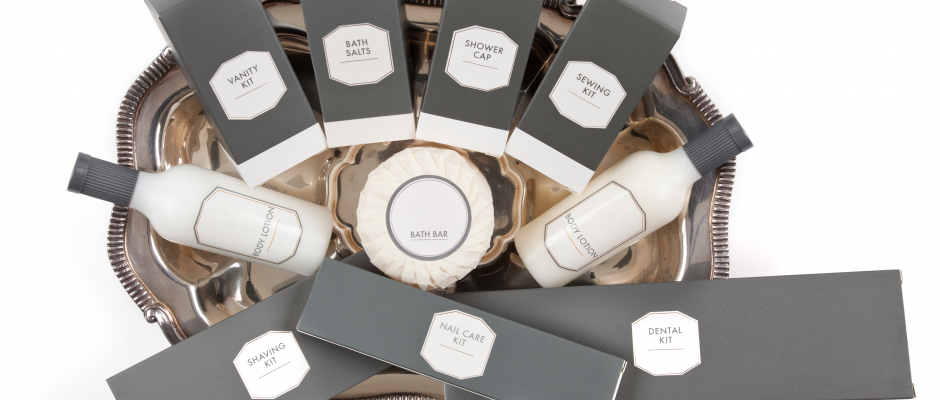 VANITY
KIT
BATH
SALTS
SHOWER
CAP
SEWING
KIT
BODY LOTION
BATH BAR
BODY LOTION
SHAVING
KIT
NAIL CARE
KIT
DENTAL
KIT